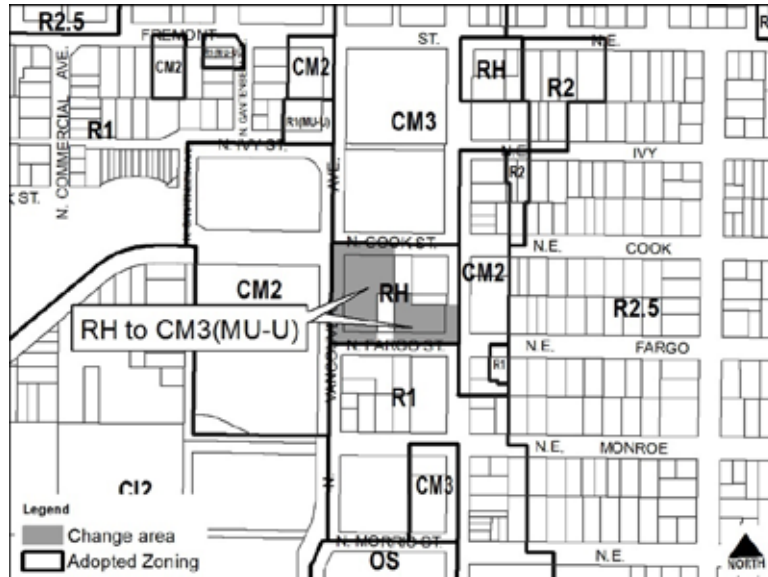 R2.5
FREMONT
ST.
N.E.
CM2
CM2
RH
R2
N. COMMERCIAL AVE.
R1
R1(MU-U)
CM3
N. IVY ST.
AVE.
IVY
R2
K ST.
N. COOK ST.
N.E.
COOK
CM2
RH
CM2
R2.5
RH to CM3(MU-U)
N. FARGO ST.
N.E.
FARGO
R1
R1
N.E.
MONROE
CI2
N.
CM3
Legend
Change area
Adopted Zoning
N. MORRIS ST.
OS
N.E.
NORTH